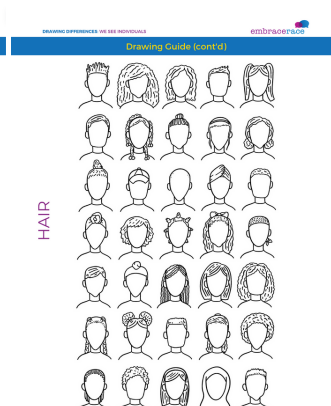 DRAWING DIFFERENCES: WE SEE INDIVIDUALS
embracerace
Drawing Guide (cont'd)
HAIR